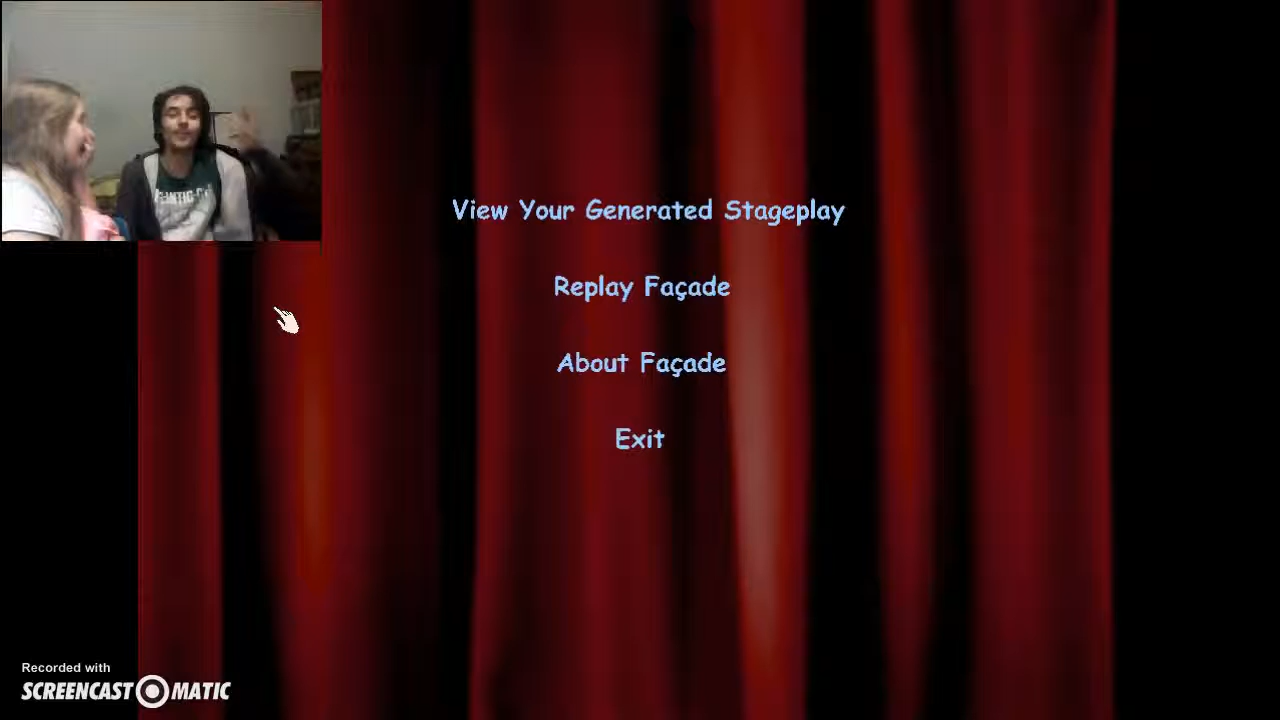 View Your Generated Stageplay
Replay Façade
About Façade
Exit
Recorded with
SCREENCAST MATIC